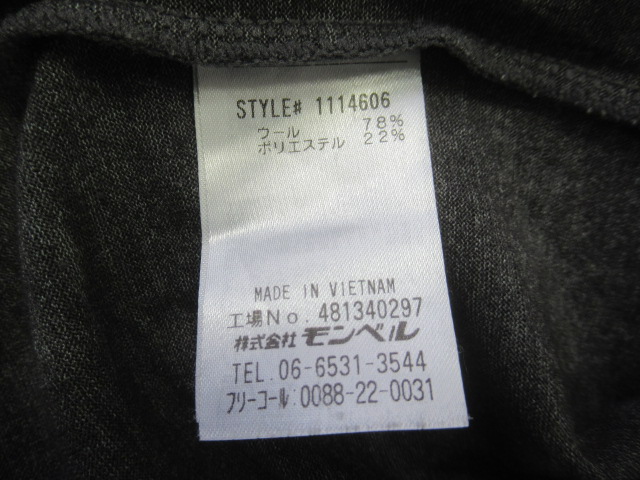 STYLE# 1114606
ウール 78%
ポリエステル 22%
MADE IN VIETNAM
工場No. 481340297
株式会社 モンベル
TEL. 06-6531-3544
フリーコール:0088-22-0031